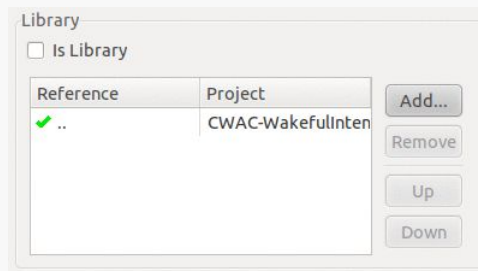 Library
Is Library
Reference Project
.. CWAC-WakefulInten
Add...
Remove
Up
Down